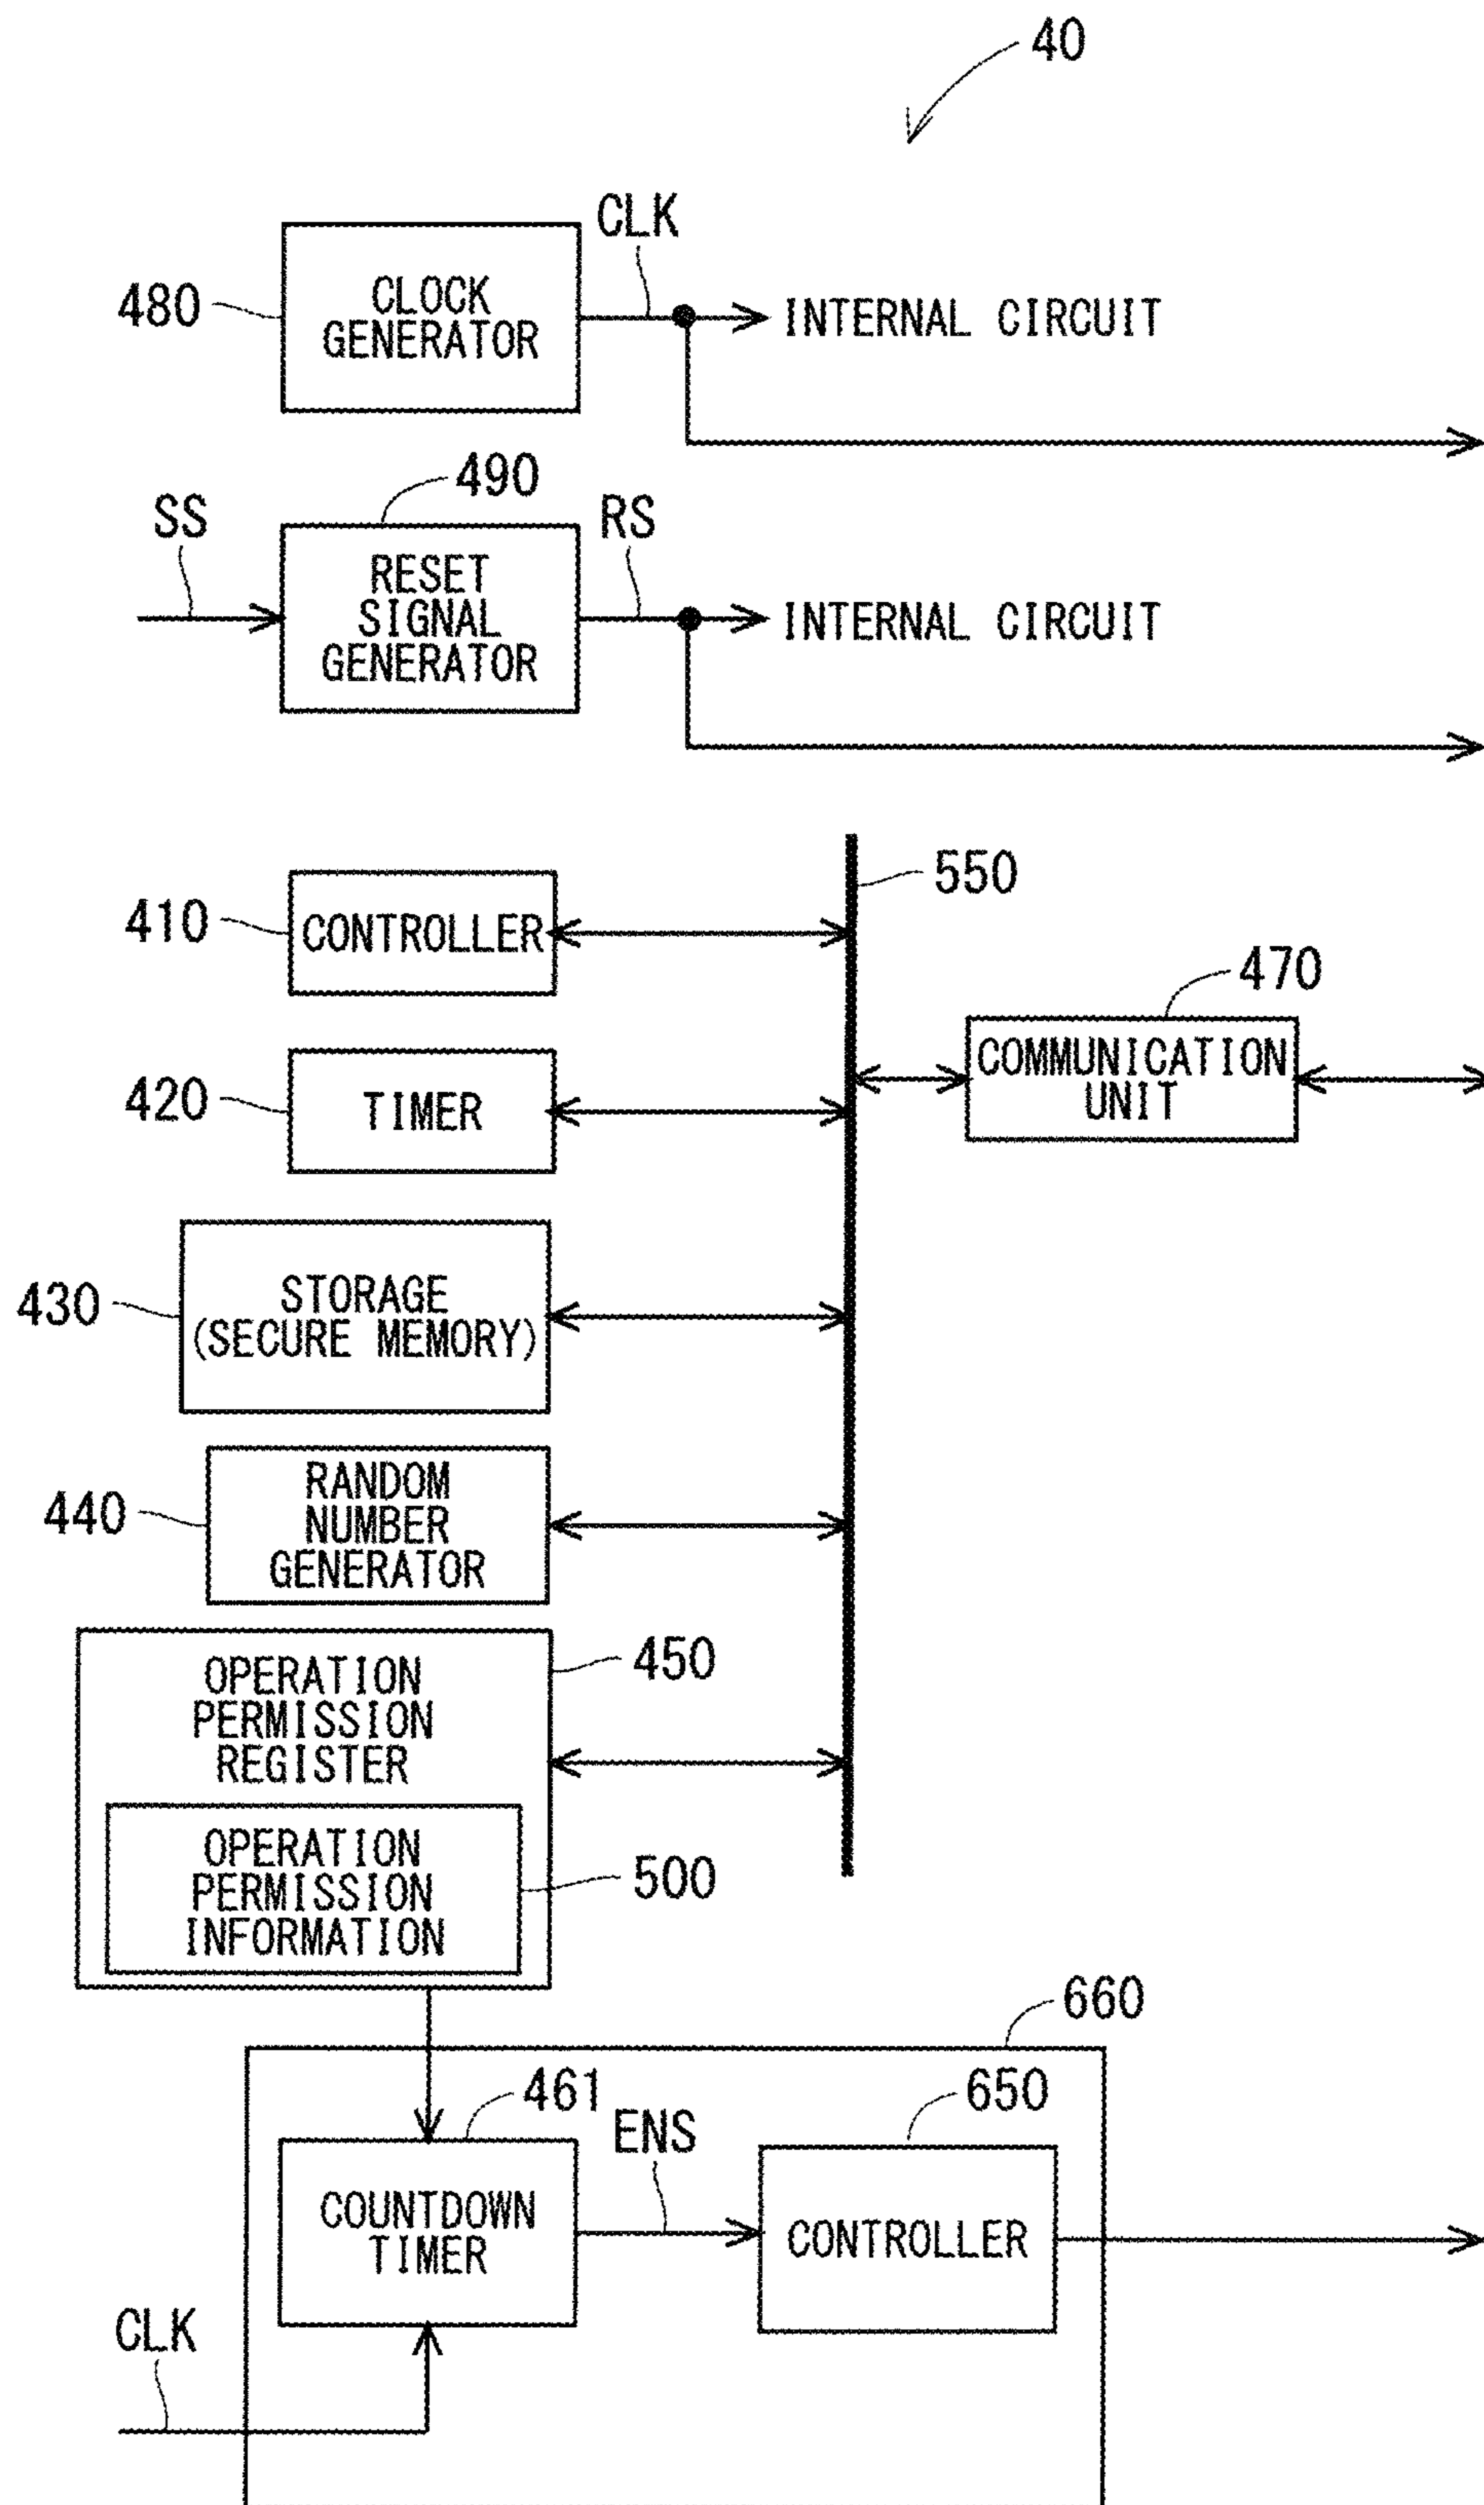 40
CLK
480
CLOCK
GENERATOR
INTERNAL CIRCUIT
490
SS
RS
RESET
SIGNAL
GENERATOR
INTERNAL CIRCUIT
550
410
CONTROLLER
470
COMMUNICATION
UNIT
420
TIMER
430
STORAGE
(SECURE MEMORY)
440
RANDOM
NUMBER
GENERATOR
450
OPERATION
PERMISSION
REGISTER
OPERATION
PERMISSION
INFORMATION
500
660
461
650
ENS
COUNTDOWN
TIMER
CONTROLLER
CLK